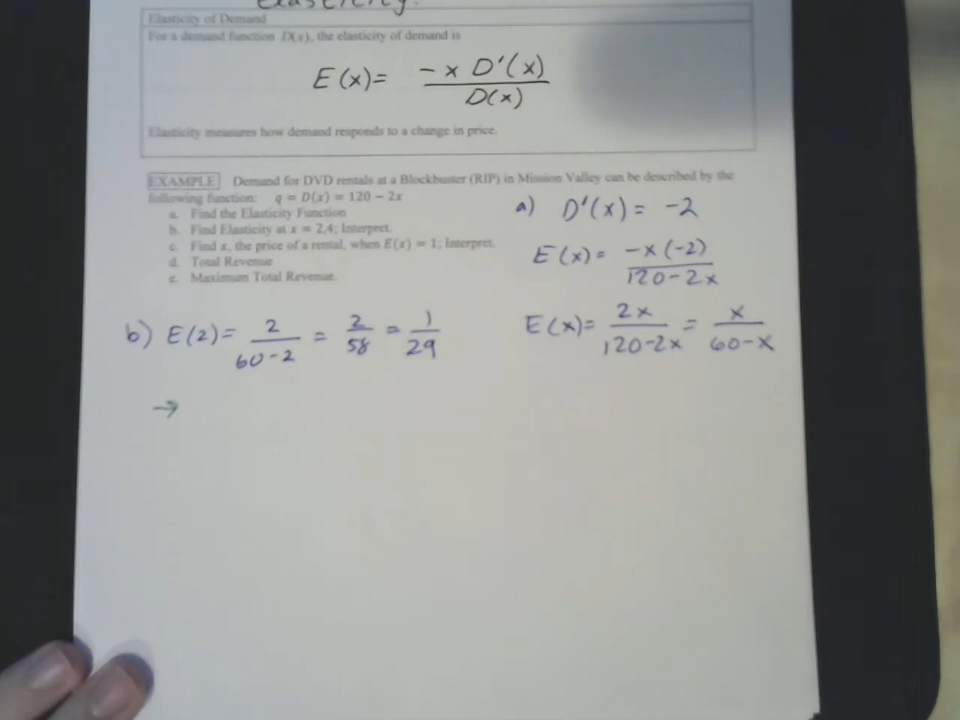 Elasticity.
Elasticity of Demand
For a demand function D(x), the elasticity of demand is
E(x) = -x D'(x) / D(x)
Elasticity measures how demand responds to a change in price.
EXAMPLE Demand for DVD rentals at a Blockbuster (RIP) in Mission Valley can be described by the
following function: q = D(x) = 120 − 2x
a. Find the Elasticity Function
b. Find Elasticity at x = 2,4; Interpret.
c. Find x, the price of a rental, when E(x) = 1; Interpret.
d. Total Revenue
e. Maximum Total Revenue.
a) D'(x) = -2
E(x) = -x(-2) / 120-2x
E(x) = 2x / 120-2x = x / 60-x
b) E(2) = 2 / 60-2 = 2 / 58 = 1 / 29
→